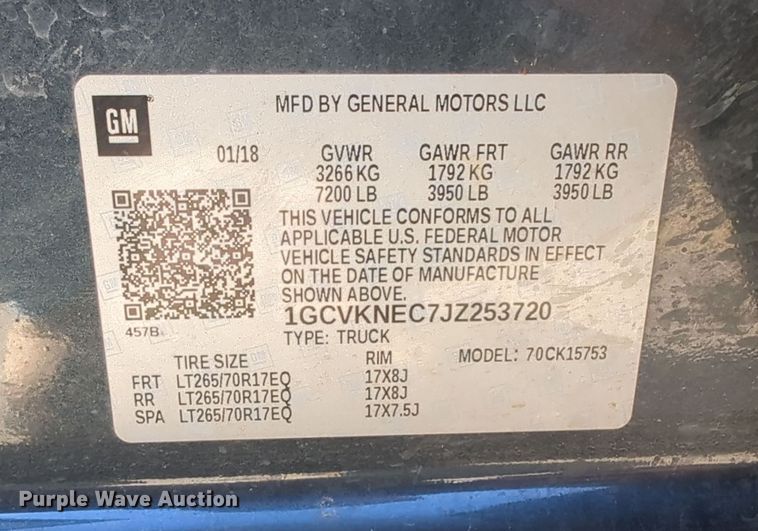 GM
MFD BY GENERAL MOTORS LLC
01/18 GVWR GAWR FRT GAWR RR
3266 KG 1792 KG 1792 KG
7200 LB 3950 LB 3950 LB
THIS VEHICLE CONFORMS TO ALL
APPLICABLE U.S. FEDERAL MOTOR
VEHICLE SAFETY STANDARDS IN EFFECT
ON THE DATE OF MANUFACTURE
SHOWN ABOVE.
1GCVKNEC7JZ253720
457B
TYPE: TRUCK
TIRE SIZE RIM MODEL: 70CK15753
FRT LT265/70R17EQ 17X8J
RR LT265/70R17EQ 17X8J
SPA LT265/70R17EQ 17X7.5J
Purple Wave Auction